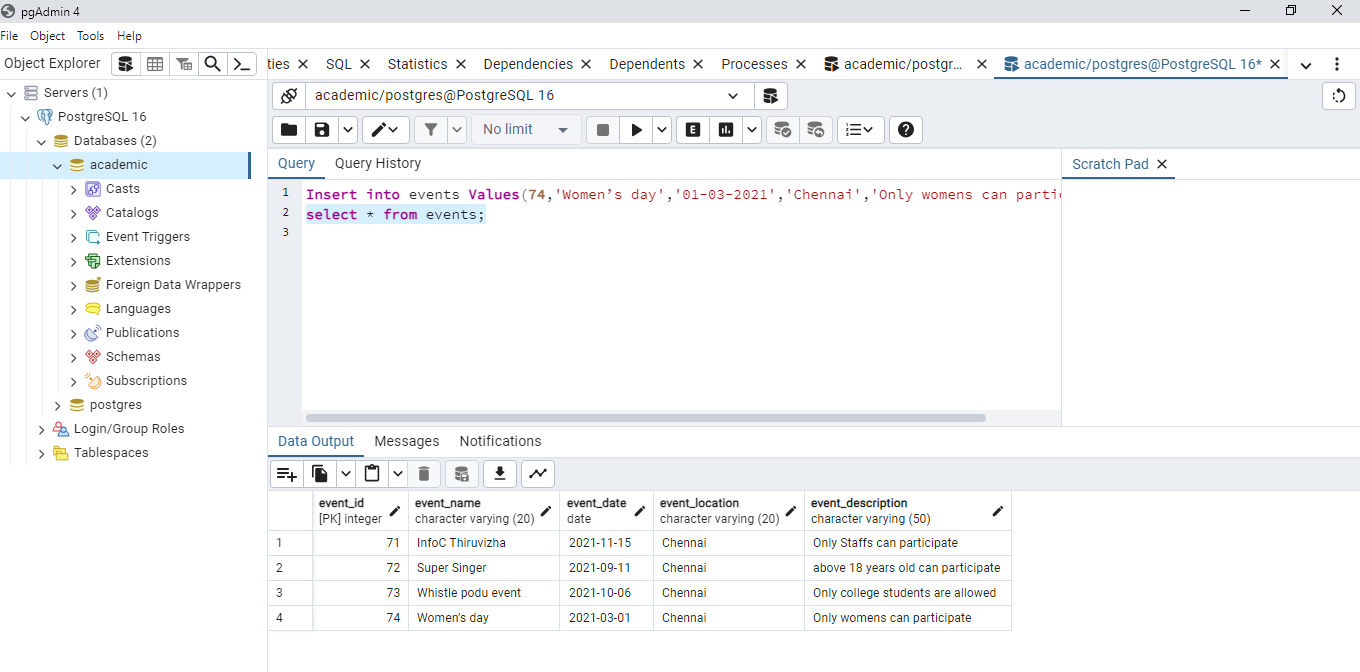 pgAdmin 4
File Object Tools Help
Object Explorer
ties SQL Statistics Dependencies Dependents Processes academic/postgr... academic/postgres@PostgreSQL 16*
Servers (1)
PostgreSQL 16
Databases (2)
academic
Casts
Catalogs
Event Triggers
Extensions
Foreign Data Wrappers
Languages
Publications
Schemas
Subscriptions
postgres
Login/Group Roles
Tablespaces
academic/postgres@PostgreSQL 16
No limit
E
Query Query History
Scratch Pad
1 Insert into events Values(74,'Women’s day','01-03-2021','Chennai','Only womens can partic
2 select * from events;
3
Data Output Messages Notifications
event_id event_name event_date event_location event_description
[PK] integer character varying (20) date character varying (20) character varying (50)
1 71 InfoC Thiruvizha 2021-11-15 Chennai Only Staffs can participate
2 72 Super Singer 2021-09-11 Chennai above 18 years old can participate
3 73 Whistle podu event 2021-10-06 Chennai Only college students are allowed
4 74 Women’s day 2021-03-01 Chennai Only womens can participate